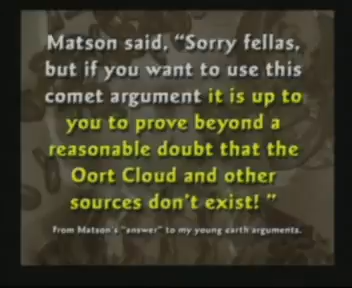 Matson said, "Sorry fellas,
but if you want to use this
comet argument it is up to
you to prove beyond a
reasonable doubt that the
Oort Cloud and other
sources don't exist! "
From Matson's "answer" to my young earth arguments.